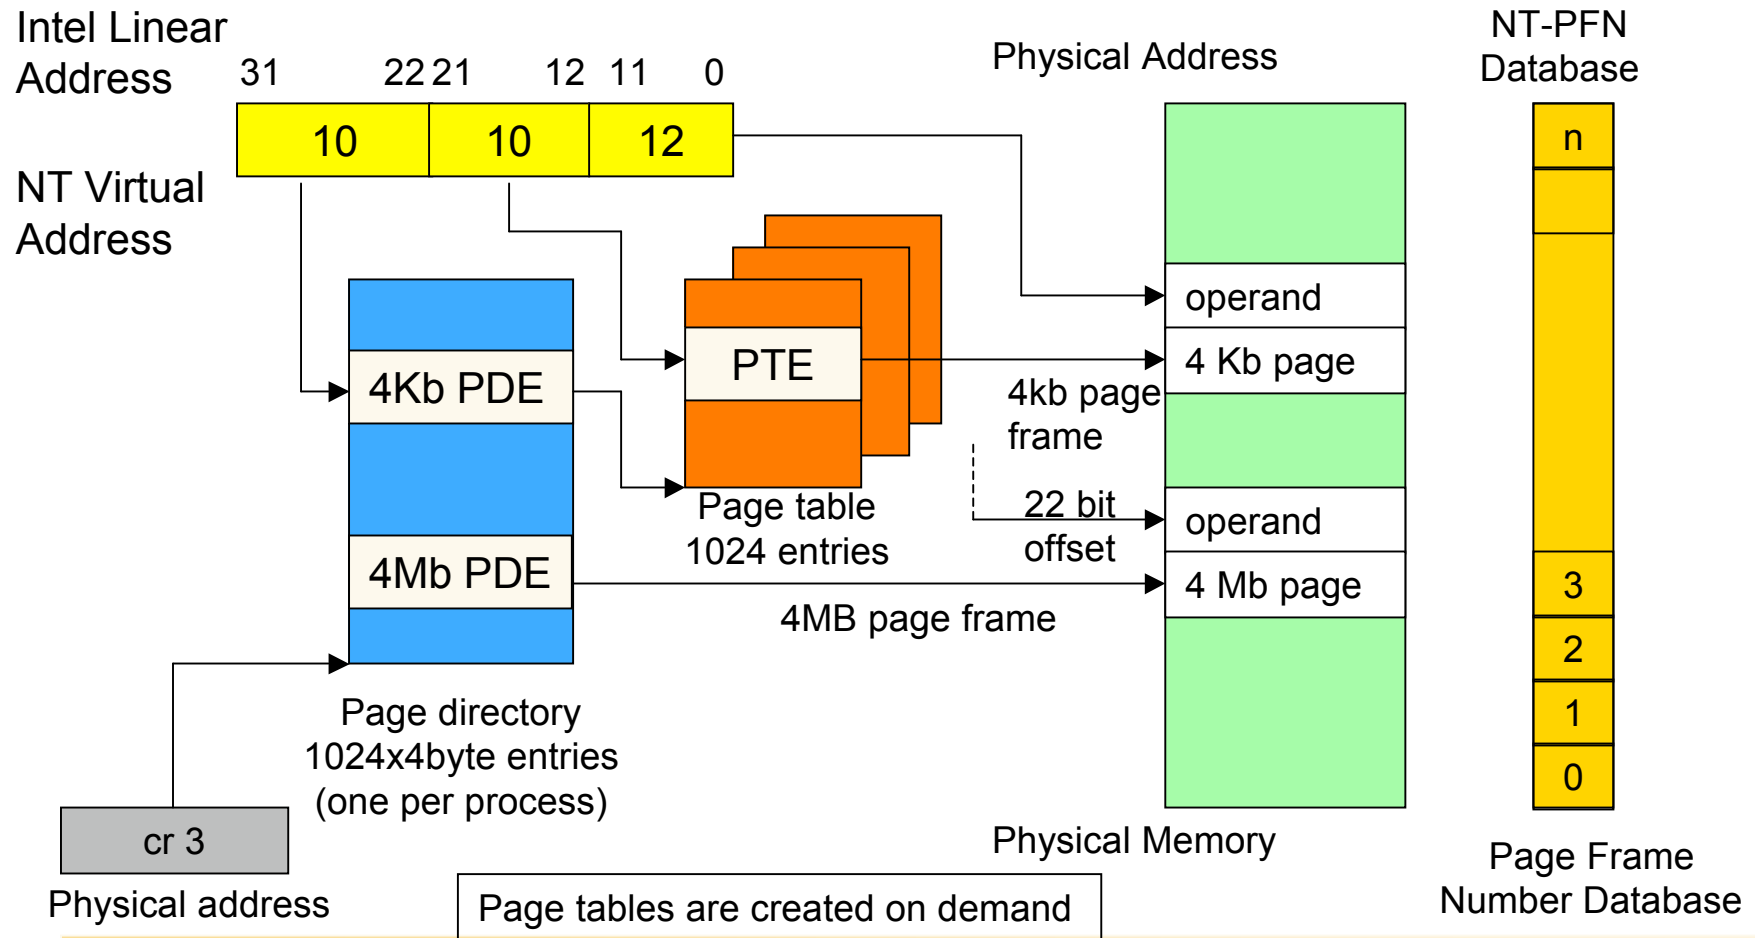 Intel Linear
Address
31 22 21 12 11 0
10 10 12
NT Virtual
Address
Physical Address
NT-PFN
Database
n
operand
4 Kb page
PTE
4Kb PDE
4kb page
frame
22 bit
offset
operand
4 Mb page
Page table
1024 entries
4Mb PDE
4MB page frame
3
2
1
0
Page directory
1024x4byte entries
(one per process)
cr 3
Physical address
Physical Memory
Page Frame
Number Database
Page tables are created on demand